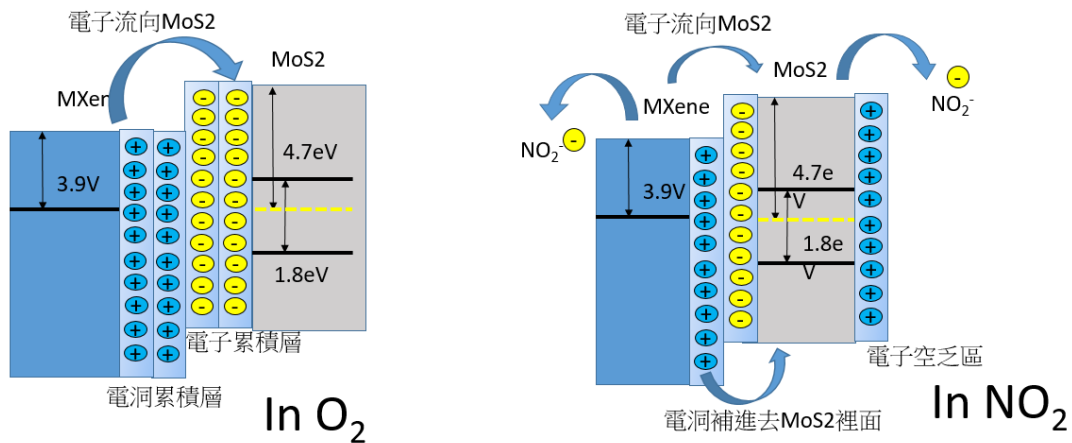 電子流向MoS2
MoS2
MXer
4.7eV
3.9V
1.8eV
電子累積層
電洞累積層
In O₂
電子流向MoS2
MoS2
MXene
NO₂⁻
NO₂⁻
4.7e
V
3.9V
1.8e
V
電子空乏區
電洞補進去MoS2裡面
In NO₂